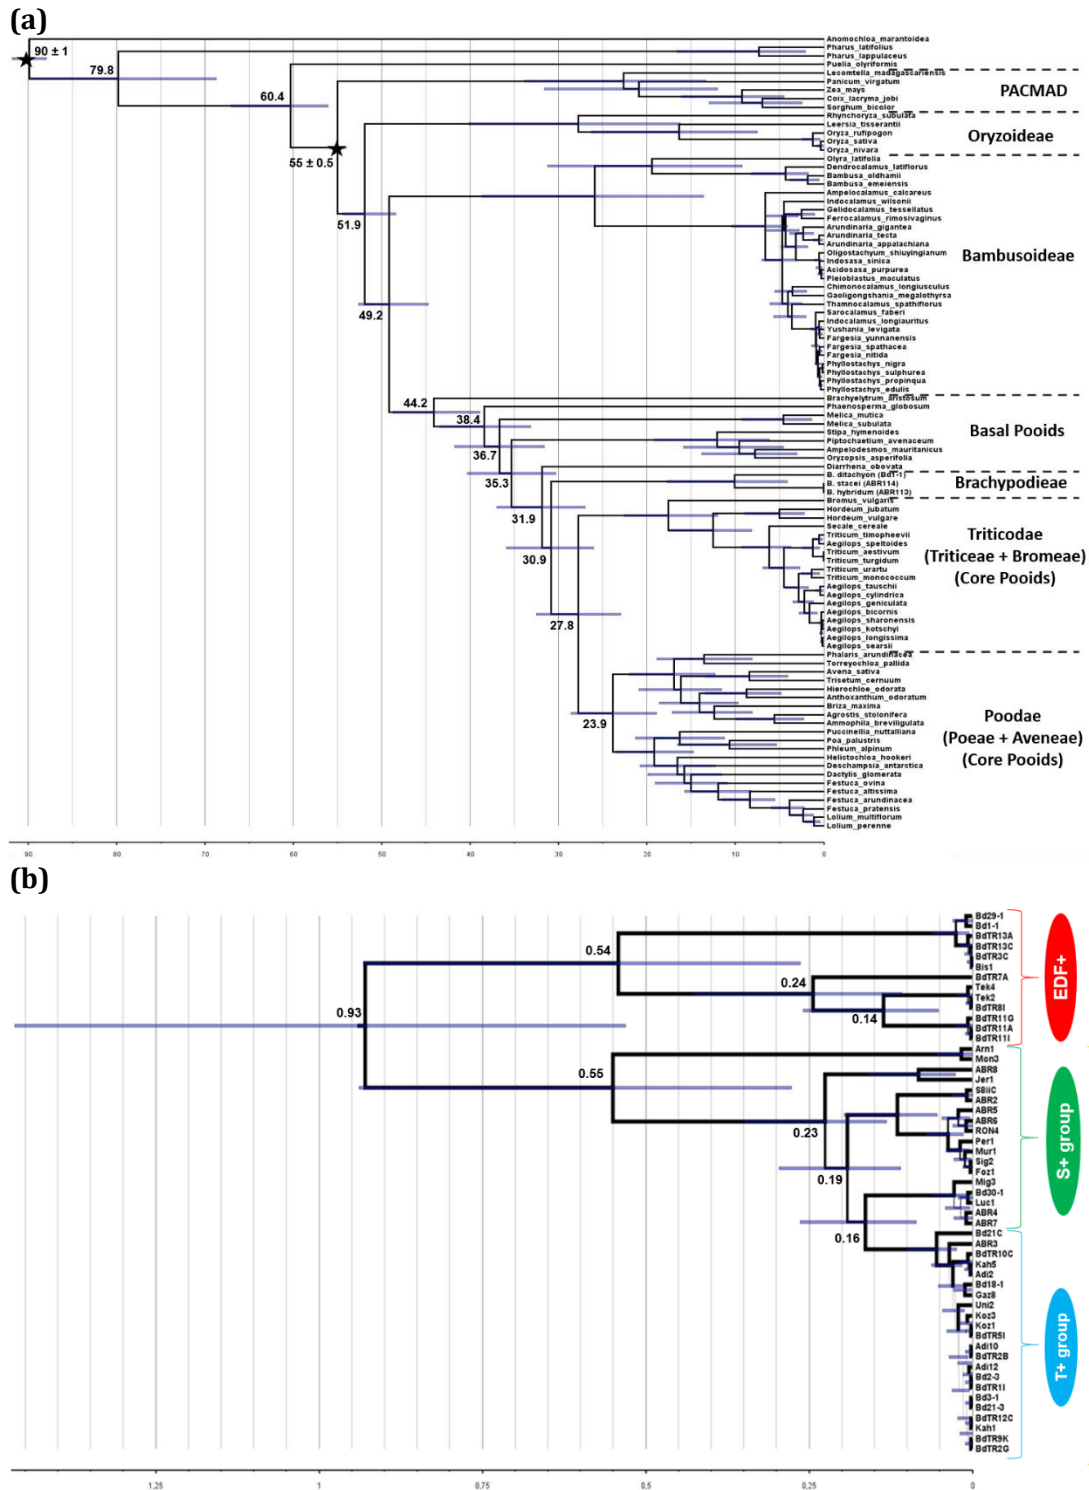 (a)
90 ± 1
79.8
60.4
55 ± 0.5
51.9
49.2
44.2
38.4
36.7
35.3
31.9
30.9
27.8
23.9
Anomochloa_marantoidea
Pharus_latifolius
Pharus_lappulaceus
Puelia_olyriformis
Lecomtella_madagascariensis
Panicum_virgatum
Zea_mays
Coix_lacryma_jobi
Sorghum_bicolor
Rhynchoryza_subulata
Leersia_tisserantii
Oryza_rufipogon
Oryza_sativa
Oryza_nivara
Olyra_latifolia
Dendrocalamus_latiflorus
Bambusa_oldhamii
Bambusa_emeiensis
Ampelocalamus_calcareus
Indocalamus_wilsonii
Gelidocalamus_tessellatus
Ferrocalamus_rimosivaginus
Arundinaria_gigantea
Arundinaria_tecta
Arundinaria_appalachiana
Oligostachyum_shiuyingianum
Indosasa_sinica
Acidosasa_purpurea
Pleioblastus_maculatus
Chimonocalamus_longiusculus
Gaoligongshania_megalothyrsa
Thamnocalamus_spathiflorus
Sarocalamus_faberi
Indocalamus_longiauritus
Yushania_levigata
Fargesia_yunnanensis
Fargesia_spathacea
Fargesia_nitida
Phyllostachys_nigra
Phyllostachys_sulphurea
Phyllostachys_propinqua
Phyllostachys_edulis
Brachyelytrum_aristosum
Phaenosperma_globosum
Melica_mutica
Melica_subulata
Stipa_hymenoides
Piptochaetium_avenaceum
Ampelodesmos_mauritanicus
Oryzopsis_asperifolia
Diarrhena_obovata
B. ditachyon (Bd1-1)
B. stacei (ABR114)
B. hybridum (ABR113)
Bromus_vulgaris
Hordeum_jubatum
Hordeum_vulgare
Secale_cereale
Triticum_timopheevii
Aegilops_speltoides
Triticum_aestivum
Triticum_turgidum
Triticum_urartu
Triticum_monococcum
Aegilops_tauschii
Aegilops_cylindrica
Aegilops_geniculata
Aegilops_bicornis
Aegilops_sharonensis
Aegilops_kotschyi
Aegilops_longissima
Aegilops_searsii
Phalaris_arundinacea
Torreyochloa_pallida
Avena_sativa
Trisetum_cernuum
Hierochloe_odorata
Anthoxanthum_odoratum
Briza_maxima
Agrostis_stolonifera
Ammophila_breviligulata
Puccinellia_nuttalliana
Poa_palustris
Phleum_alpinum
Helictochloa_hookeri
Deschampsia_antarctica
Dactylis_glomerata
Festuca_ovina
Festuca_altissima
Festuca_arundinacea
Festuca_pratensis
Lolium_multiflorum
Lolium_perenne
PACMAD
Oryzoideae
Bambusoideae
Basal Pooids
Brachypodieae
Triticodae
(Triticeae + Bromeae)
(Core Pooids)
Poodae
(Poeae + Aveneae)
(Core Pooids)
90 80 70 60 50 40 30 20 10 0
(b)
0.93
0.54
0.24
0.14
0.55
0.23
0.19
0.16
Bd29-1
Bd1-1
BdTR13A
BdTR13C
BdTR3C
Bis1
BdTR7A
Tek4
Tek2
BdTR8I
BdTR11G
BdTR11A
BdTR11I
Arn1
Mon3
ABR8
Jer1
S8iiC
ABR2
ABR5
ABR6
RON4
Per1
Mur1
Sig2
Foz1
Mig3
Bd30-1
Luc1
ABR4
ABR7
Bd21C
ABR3
BdTR10C
Kah5
Adi2
Bd18-1
Gaz8
Uni2
Koz3
Koz1
BdTR5I
Adi10
BdTR2B
Adi12
Bd2-3
BdTR1I
Bd3-1
Bd21-3
BdTR12C
Kah1
BdTR9K
BdTR2G
EDF+
S+ group
T+ group
1,25 1 0,75 0,5 0,25 0